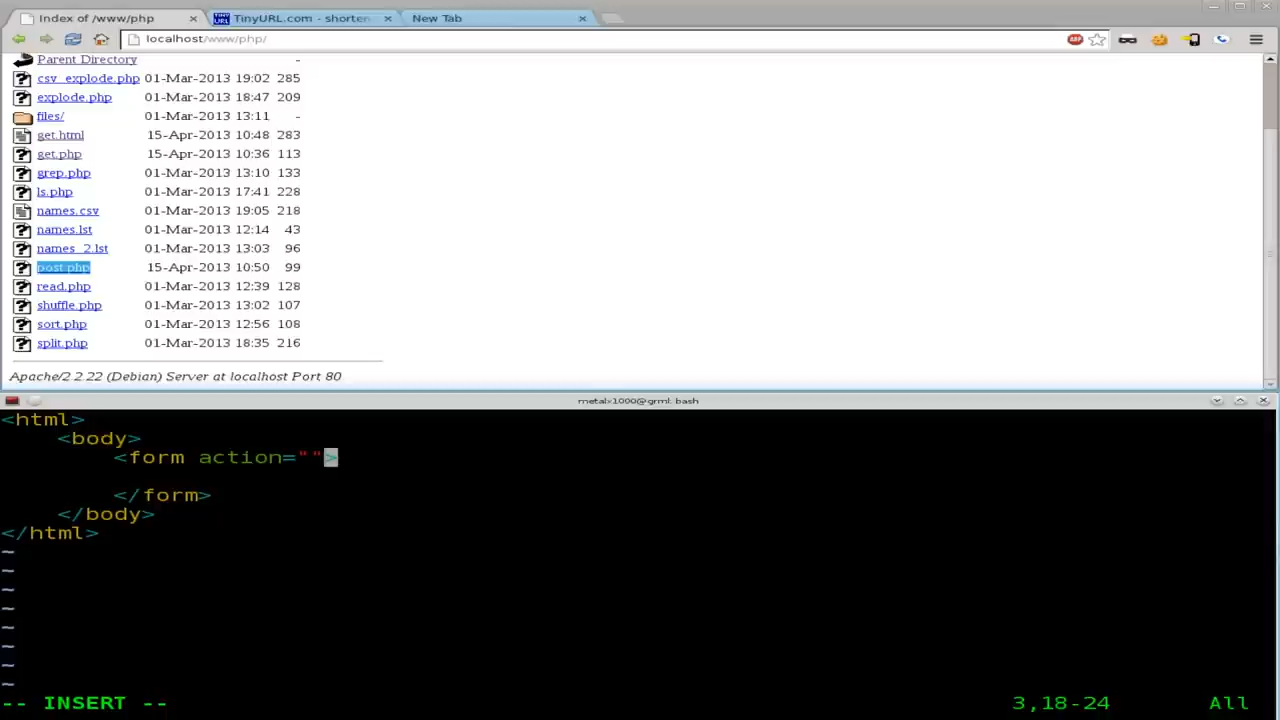 Index of /www/php
TinyURL.com - shorten
New Tab
localhost/www/php/
ABP
Parent Directory -
csv_explode.php 01-Mar-2013 19:02 285
explode.php 01-Mar-2013 18:47 209
files/ 01-Mar-2013 13:11 -
get.html 15-Apr-2013 10:48 283
get.php 15-Apr-2013 10:36 113
grep.php 01-Mar-2013 13:10 133
ls.php 01-Mar-2013 17:41 228
names.csv 01-Mar-2013 19:05 218
names.lst 01-Mar-2013 12:14 43
names_2.lst 01-Mar-2013 13:03 96
post.php 15-Apr-2013 10:50 99
read.php 01-Mar-2013 12:39 128
shuffle.php 01-Mar-2013 13:02 107
sort.php 01-Mar-2013 12:56 108
split.php 01-Mar-2013 18:35 216
Apache/2.2.22 (Debian) Server at localhost Port 80
metalx1000@grml: bash
<html>
<body>
<form action="">
</form>
</body>
</html>
~
~
~
~
~
~
~
~
-- INSERT -- 3,18-24 All